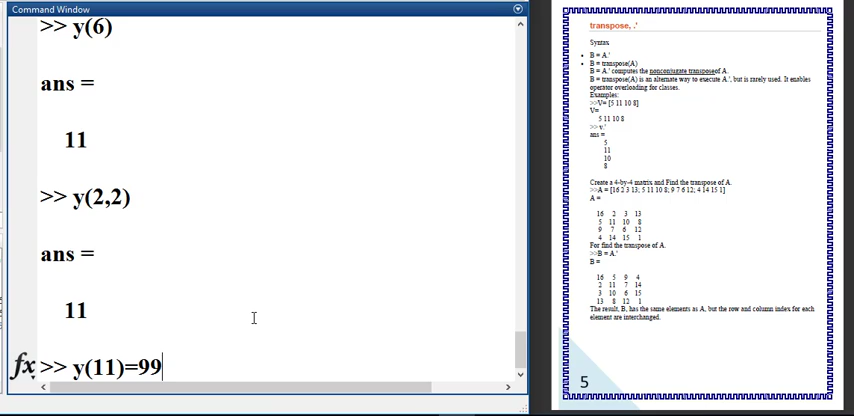 Command Window
>> y(6)
ans =
11
>> y(2,2)
ans =
11
fx >> y(11)=99
transpose, .'
Syntax
• B = A.'
• B = transpose(A)
B = A.' computes the nonconjugate transposeof A.
B = transpose(A) is an alternate way to execute A.', but is rarely used. It enables
operator overloading for classes.
Examples:
>>V= [5 11 10 8]
V=
5 11 10 8
>> v.'
ans =
5
11
10
8
Create a 4-by-4 matrix and Find the transpose of A.
>>A = [16 2 3 13; 5 11 10 8; 9 7 6 12; 4 14 15 1]
A =
16 2 3 13
5 11 10 8
9 7 6 12
4 14 15 1
For find the transpose of A.
>>B = A.'
B =
16 5 9 4
2 11 7 14
3 10 6 15
13 8 12 1
The result, B, has the same elements as A, but the row and column index for each
element are interchanged.
5